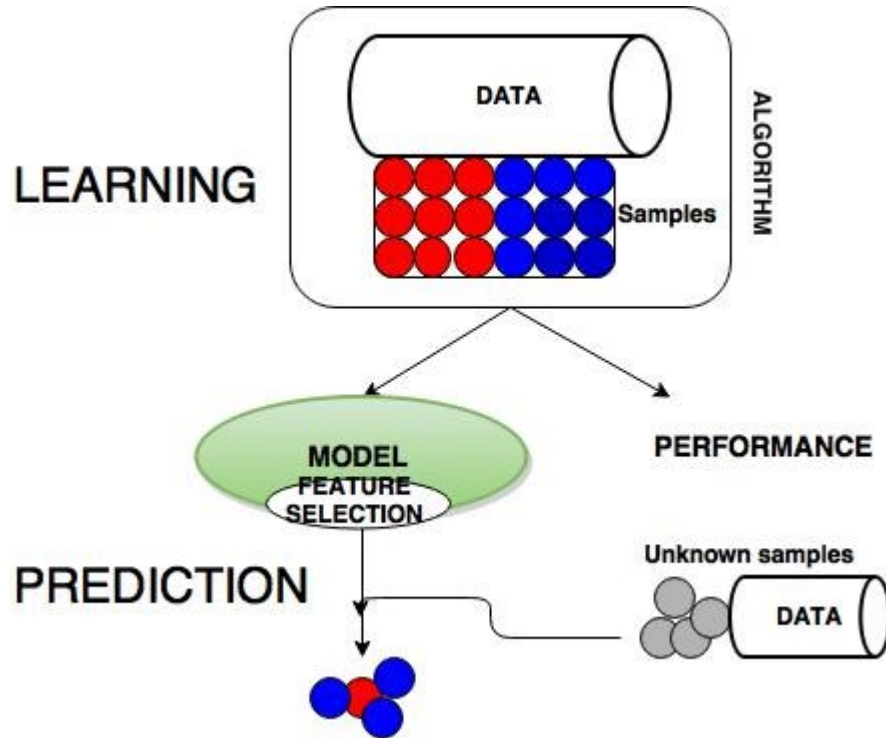 DATA
ALGORITHM
LEARNING
Samples
MODEL
FEATURE
SELECTION
PERFORMANCE
Unknown samples
PREDICTION
DATA